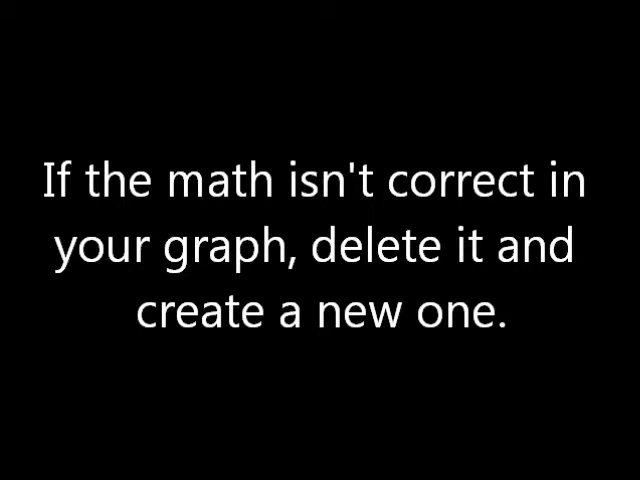 If the math isn't correct in
your graph, delete it and
create a new one.